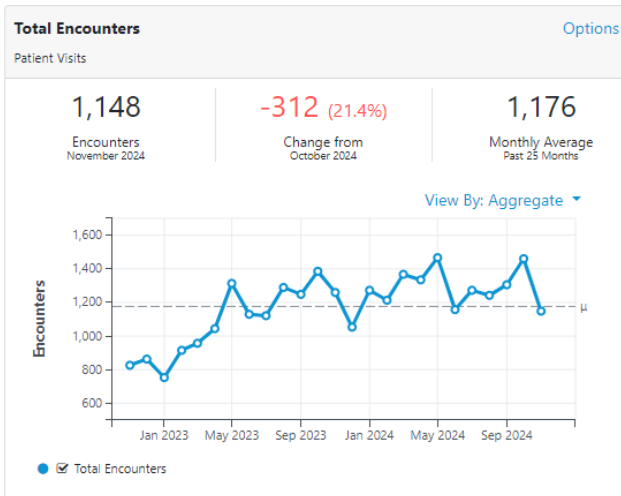 Total Encounters
Options
Patient Visits
1,148
Encounters
November 2024
-312 (21.4%)
Change from
October 2024
1,176
Monthly Average
Past 25 Months
View By: Aggregate
Encounters
1,600
1,400
1,200
1,000
800
600
μ
Jan 2023 May 2023 Sep 2023 Jan 2024 May 2024 Sep 2024
Total Encounters